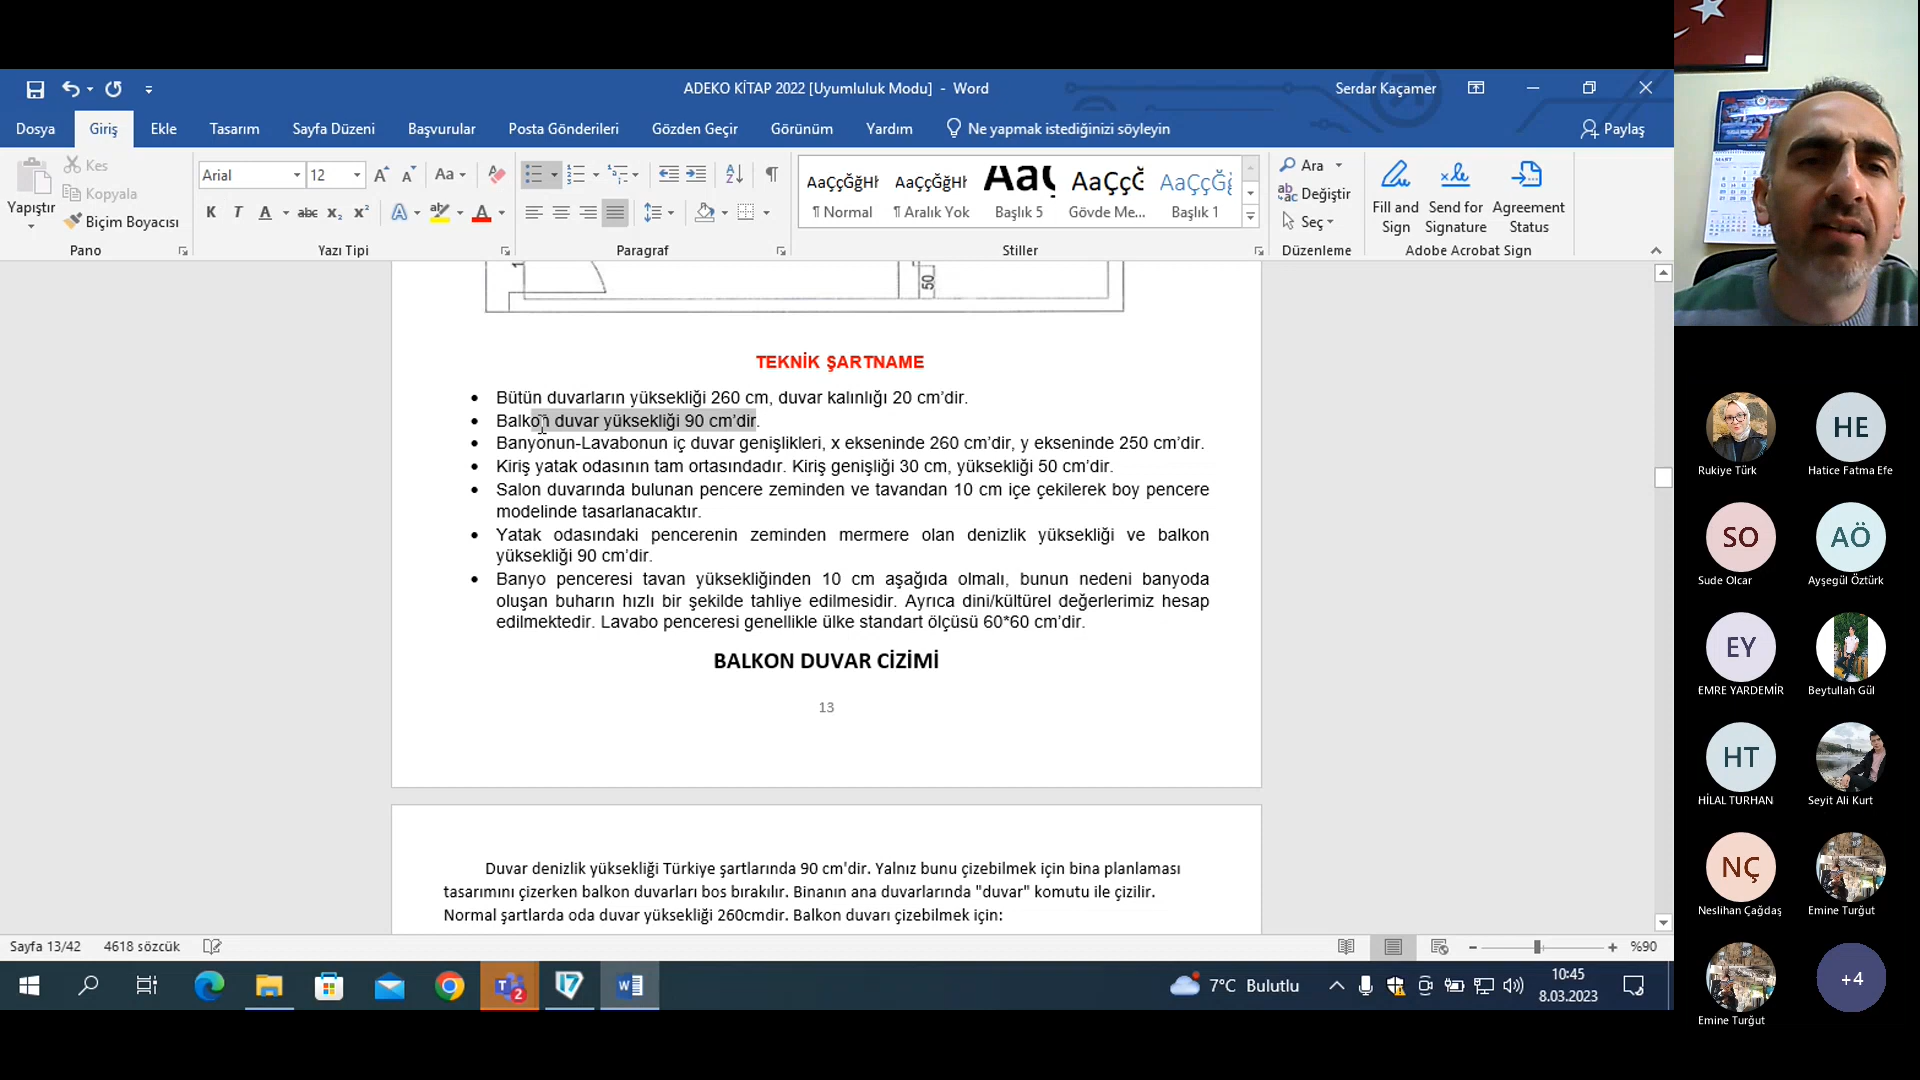 ADEKO KİTAP 2022 [Uyumluluk Modu] - Word
Serdar Kaçamer
Dosya Giriş Ekle Tasarım Sayfa Düzeni Başvurular Posta Gönderileri Gözden Geçir Görünüm Yardım Ne yapmak istediğinizi söyleyin Paylaş
Yapıştır
Kes
Kopyala
Biçim Boyacısı
Pano
Arial 12
Yazı Tipi
Paragraf
¶ Normal
¶ Aralık Yok
Başlık 5
Gövde Me...
Başlık 1
Stiller
Ara
Değiştir
Seç
Düzenleme
Fill and Sign
Send for Signature
Agreement Status
Adobe Acrobat Sign
50
TEKNİK ŞARTNAME
• Bütün duvarların yüksekliği 260 cm, duvar kalınlığı 20 cm'dir.
• Balkon duvar yüksekliği 90 cm'dir.
• Banyonun-Lavabonun iç duvar genişlikleri, x ekseninde 260 cm'dir, y ekseninde 250 cm'dir.
• Kiriş yatak odasının tam ortasındadır. Kiriş genişliği 30 cm, yüksekliği 50 cm'dir.
• Salon duvarında bulunan pencere zeminden ve tavandan 10 cm içe çekilerek boy pencere
modelinde tasarlanacaktır.
• Yatak odasındaki pencerenin zeminden mermere olan denizlik yüksekliği ve balkon
yüksekliği 90 cm'dir.
• Banyo penceresi tavan yüksekliğinden 10 cm aşağıda olmalı, bunun nedeni banyoda
oluşan buharın hızlı bir şekilde tahliye edilmesidir. Ayrıca dini/kültürel değerlerimiz hesap
edilmektedir. Lavabo penceresi genellikle ülke standart ölçüsü 60*60 cm'dir.
BALKON DUVAR CİZİMİ
13
Duvar denizlik yüksekliği Türkiye şartlarında 90 cm'dir. Yalnız bunu çizebilmek için bina planlaması
tasarımını çizerken balkon duvarları bos bırakılır. Binanın ana duvarlarında "duvar" komutu ile çizilir.
Normal şartlarda oda duvar yüksekliği 260cmdir. Balkon duvarı çizebilmek için:
Sayfa 13/42 4618 sözcük
%90
7°C Bulutlu
10:45
8.03.2023
Rukiye Türk
HE
Hatice Fatma Efe
SO
Sude Olcar
AÖ
Ayşegül Öztürk
EY
EMRE YARDEMİR
Beytullah Gül
HT
HİLAL TURHAN
Seyit Ali Kurt
NÇ
Neslihan Çağdaş
Emine Turğut
Emine Turğut
+4